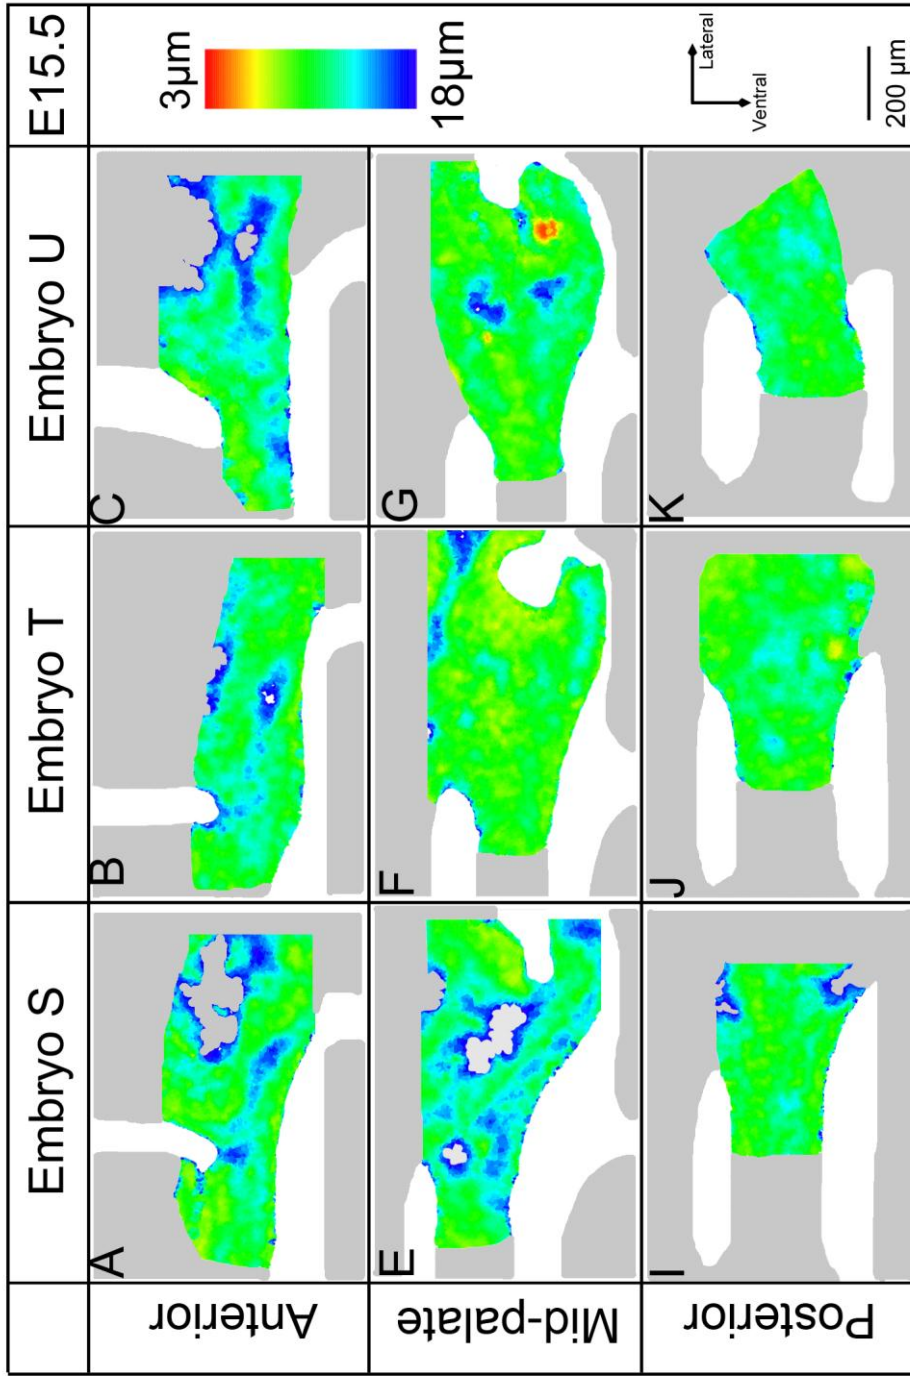 Embryo S
Embryo T
Embryo U
E15.5
Anterior
A
B
C
3μm
18μm
Mid-palate
E
F
G
Posterior
I
J
K
Lateral
Ventral
200 μm